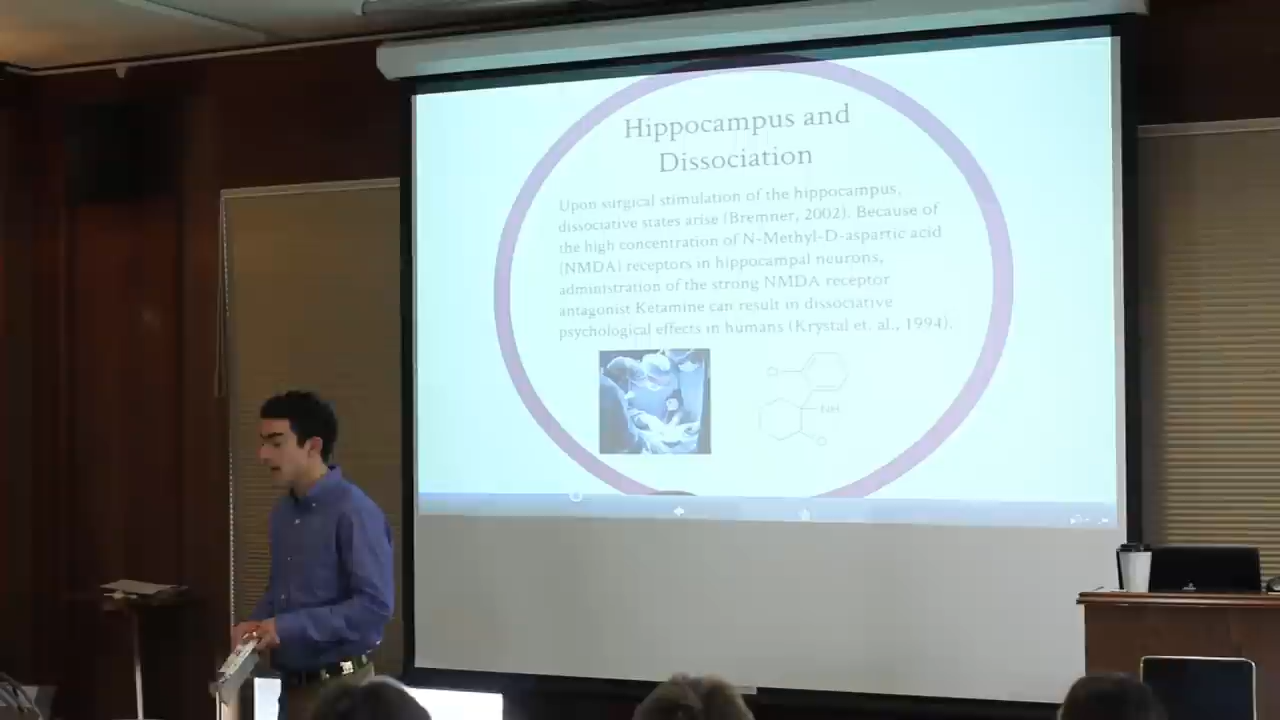 Hippocampus and
Dissociation
Upon surgical stimulation of the hippocampus,
dissociative states arise (Bremner, 2002). Because of
the high concentration of N-Methyl-D-aspartic acid
(NMDA) receptors in hippocampal neurons,
administration of the strong NMDA receptor
antagonist Ketamine can result in dissociative
psychological effects in humans (Krystal et. al., 1994).
NH